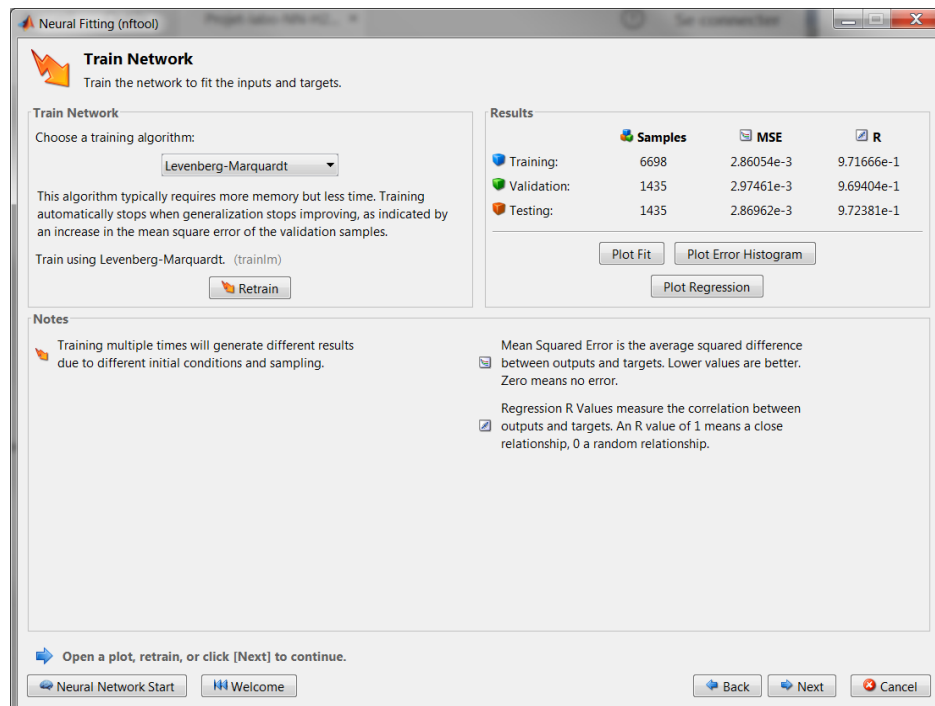 Neural Fitting (nftool)
Se connecter
Train Network
Train the network to fit the inputs and targets.
Train Network
Choose a training algorithm:
Levenberg-Marquardt
This algorithm typically requires more memory but less time. Training
automatically stops when generalization stops improving, as indicated by
an increase in the mean square error of the validation samples.
Train using Levenberg-Marquardt. (trainlm)
Retrain
Results
Samples MSE R
Training: 6698 2.86054e-3 9.71666e-1
Validation: 1435 2.97461e-3 9.69404e-1
Testing: 1435 2.86962e-3 9.72381e-1
Plot Fit Plot Error Histogram
Plot Regression
Notes
Training multiple times will generate different results
due to different initial conditions and sampling.
Mean Squared Error is the average squared difference
between outputs and targets. Lower values are better.
Zero means no error.
Regression R Values measure the correlation between
outputs and targets. An R value of 1 means a close
relationship, 0 a random relationship.
Open a plot, retrain, or click [Next] to continue.
Neural Network Start Welcome Back Next Cancel